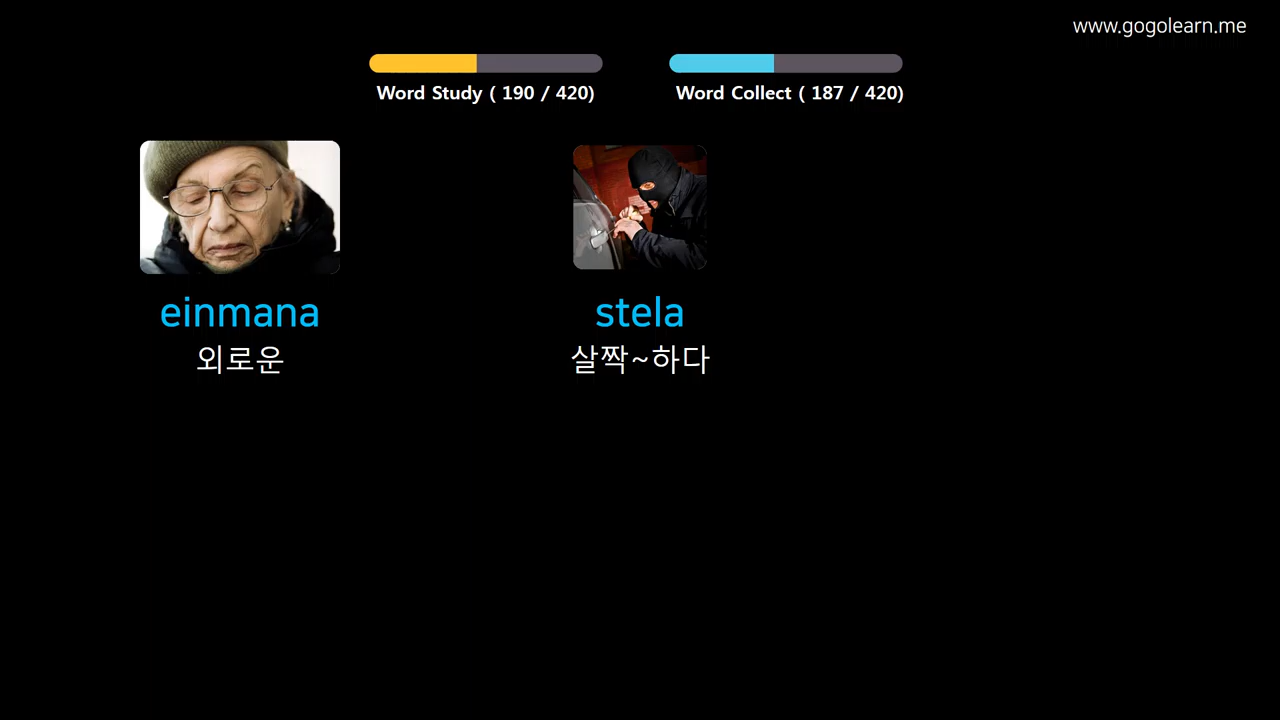 www.gogolearn.me
Word Study ( 190 / 420)
Word Collect ( 187 / 420)
einmana
외로운
stela
살짝~하다